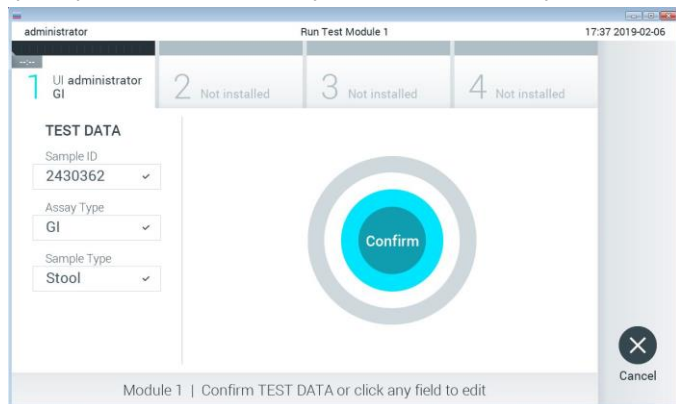 administrator
Run Test Module 1
17:37 2019-02-06
1
UI administrator
GI
2 Not installed
3 Not installed
4 Not installed
TEST DATA
Sample ID
2430362
Assay Type
GI
Sample Type
Stool
Confirm
Cancel
Module 1 | Confirm TEST DATA or click any field to edit